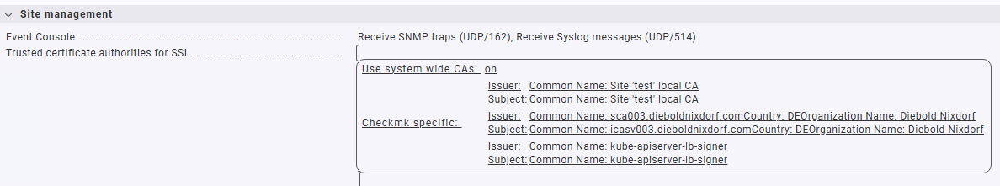 Site management
Event Console
Receive SNMP traps (UDP/162), Receive Syslog messages (UDP/514)
Trusted certificate authorities for SSL
Use system wide CAs: on
Issuer: Common Name: Site 'test' local CA
Subject: Common Name: Site 'test' local CA
Checkmk specific:
Issuer: Common Name: sca003.dieboldnixdorf.comCountry: DEOrganization Name: Diebold Nixdorf
Subject: Common Name: icasv003.dieboldnixdorf.comCountry: DEOrganization Name: Diebold Nixdorf
Issuer: Common Name: kube-apiserver-lb-signer
Subject: Common Name: kube-apiserver-lb-signer